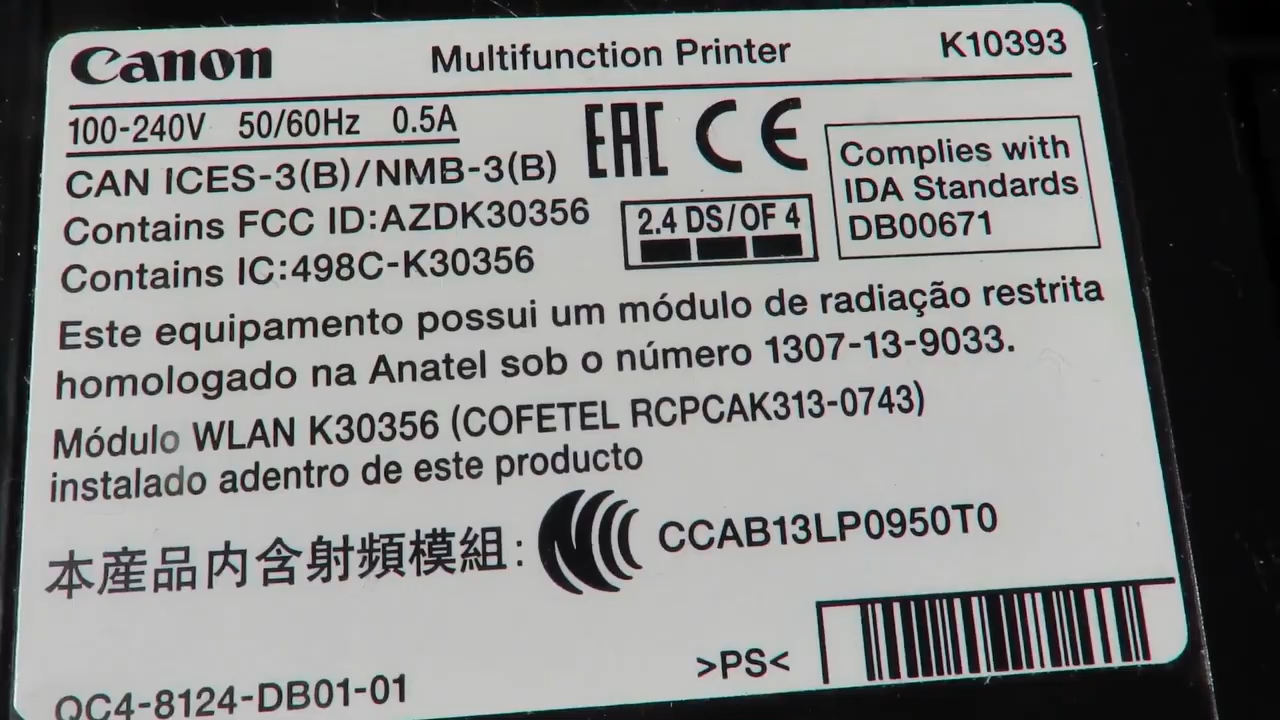 Canon Multifunction Printer K10393
100-240V 50/60Hz 0.5A
EAC CE
CAN ICES-3(B)/NMB-3(B)
Contains FCC ID:AZDK30356
Contains IC:498C-K30356
2.4 DS/OF 4
Complies with
IDA Standards
DB00671
Este equipamento possui um módulo de radiação restrita
homologado na Anatel sob o número 1307-13-9033.
Módulo WLAN K30356 (COFETEL RCPCAK313-0743)
instalado adentro de este producto
本產品內含射頻模組: CCAB13LP0950T0
>PS<
QC4-8124-DB01-01